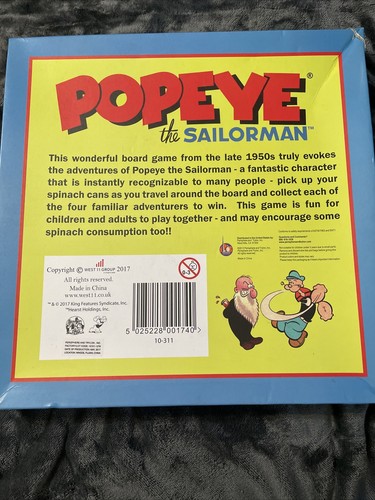 POPEYE®
the SAILORMAN™
This wonderful board game from the late 1950s truly evokes
the adventures of Popeye the Sailorman - a fantastic character
that is instantly recognizable to many people - pick up your
spinach cans as you travel around the board and collect each of
the four familiar adventurers to win. This game is fun for
children and adults to play together - and may encourage some
spinach consumption too!!
Copyright © WEST 11 GROUP 2017
All rights reserved.
Made in China
www.west11.co.uk
™ & © 2017 King Features Syndicate, Inc.
™Hearst Holdings, Inc.
0-3
5 025228 001740 >
10-311